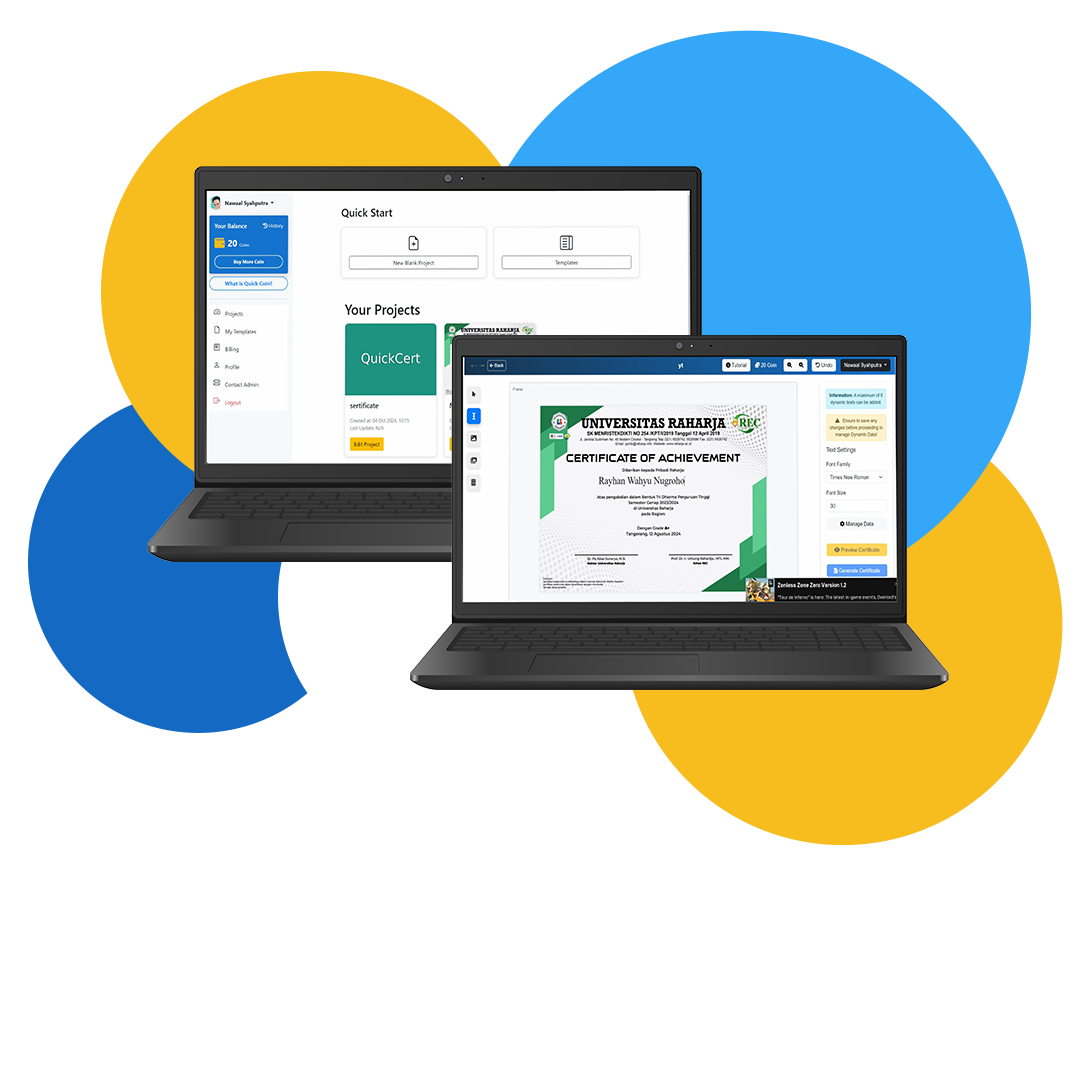 Nawaal Syahputra
Your Balance
History
20 Coins
Buy More Coin
What is Quick Coin?
Projects
My Templates
Billing
Profile
Contact Admin
Logout
Quick Start
New Blank Project
Templates
Your Projects
QuickCert
sertificate
Created at: 04 Oct 2024, 10:15
Last Update: N/A
Edit Project
UNIVERSITAS RAHARJA
Back
yt
Tutorial
20 Coin
Undo
Nawaal Syahputra
Frame
UNIVERSITAS RAHARJA
REC
SK MENRISTEKDIKTI NO 254 /KPT/I/2019 Tanggal 12 April 2019
CERTIFICATE OF ACHIEVEMENT
Diberikan kepada Pribadi Raharja:
Rayhan Wahyu Nugroho
Atas pengabdian dalam Bentuk Tri Dharma Perguruan Tinggi
Semester Genap 2023/2024
di Universitas Raharja
pada Bagian:
Dengan Grade A+
Tangerang, 12 Agustus 2024
Rektor Universitas Raharja
Ketua REC
Information: A maximum of 5
dynamic texts can be added.
Ensure to save any
changes before proceeding to
manage Dynamic Data!
Text Settings
Font Family
Times New Roman
Font Size
30
Manage Data
Preview Certificate
Generate Certificate
Zenless Zone Zero Version 1.2
"Tour de Inferno" is here. The latest in-game events, Overlord's